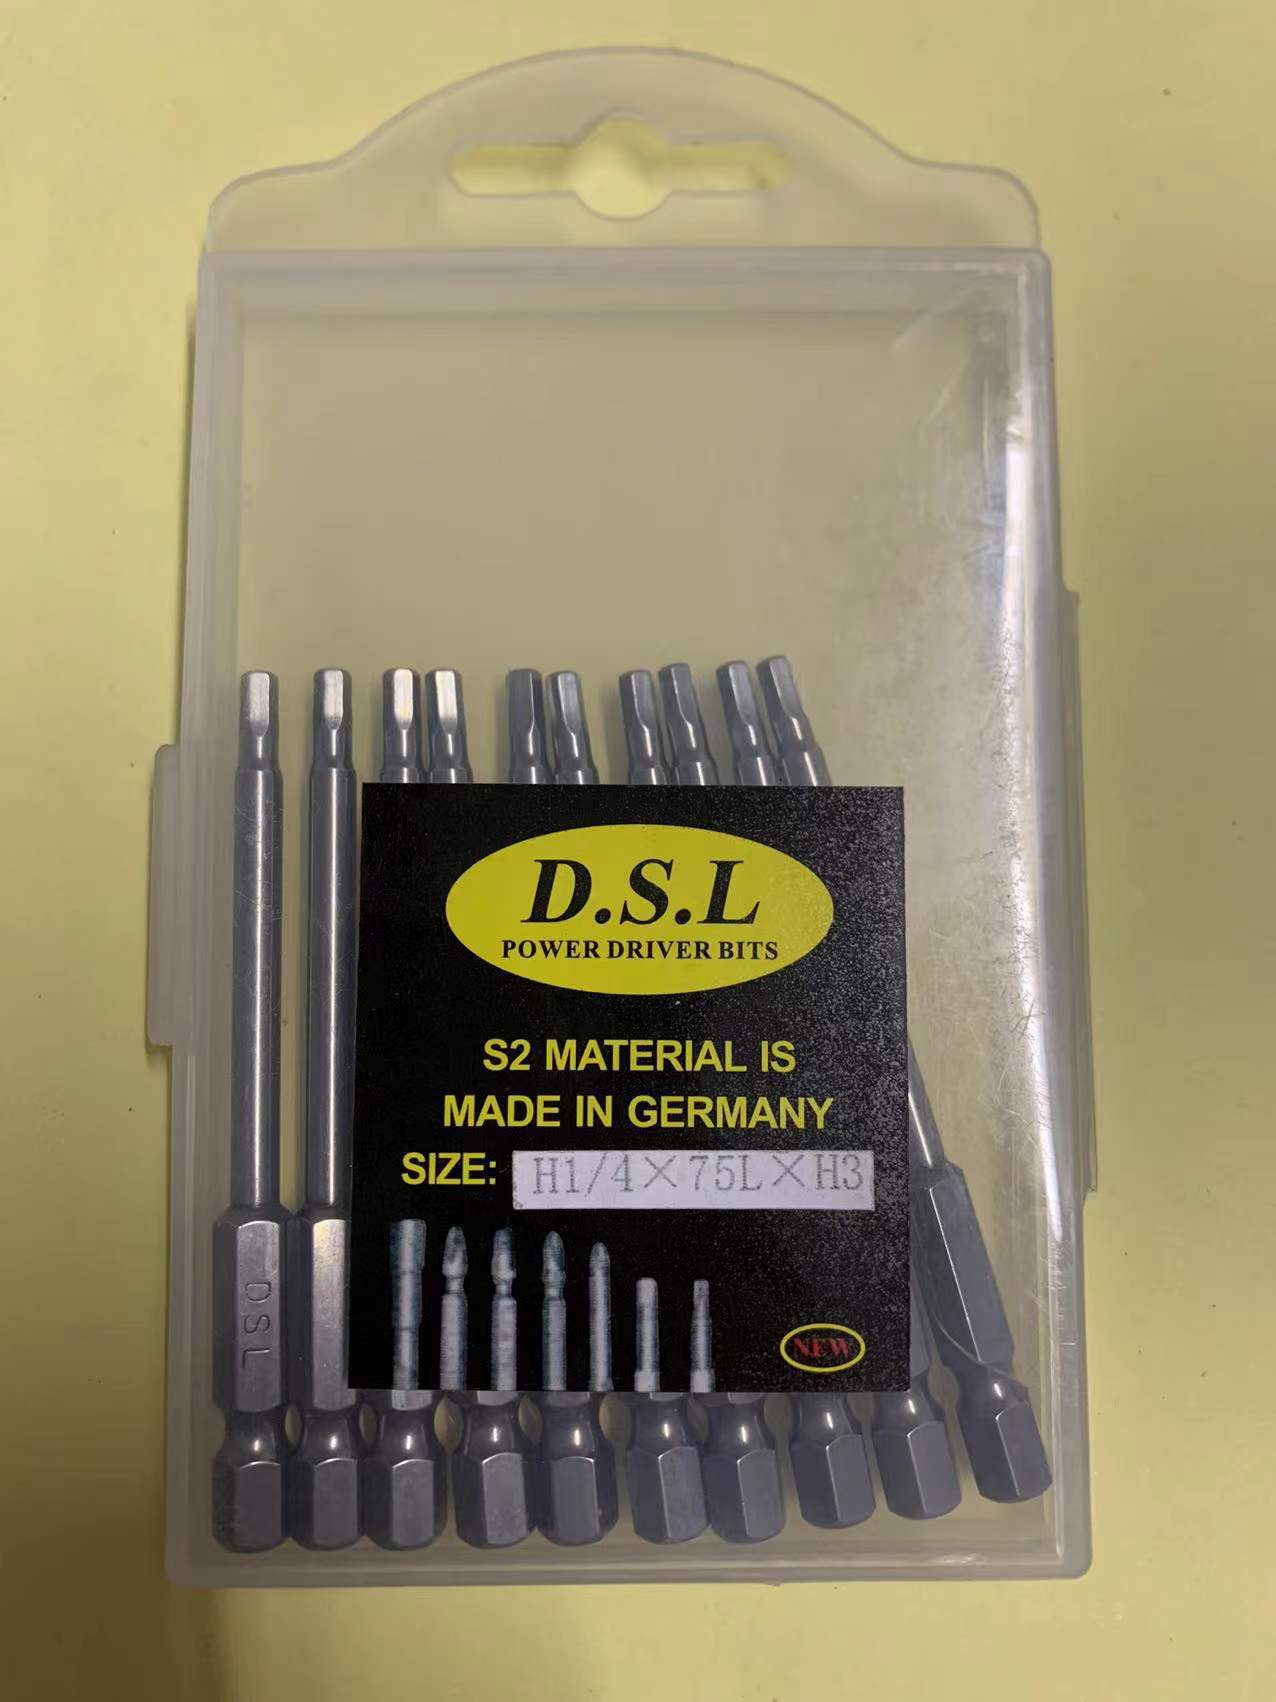 D.S.L
POWER DRIVER BITS
S2 MATERIAL IS
MADE IN GERMANY
SIZE: H1/4×75L×H3
NEW
DSL